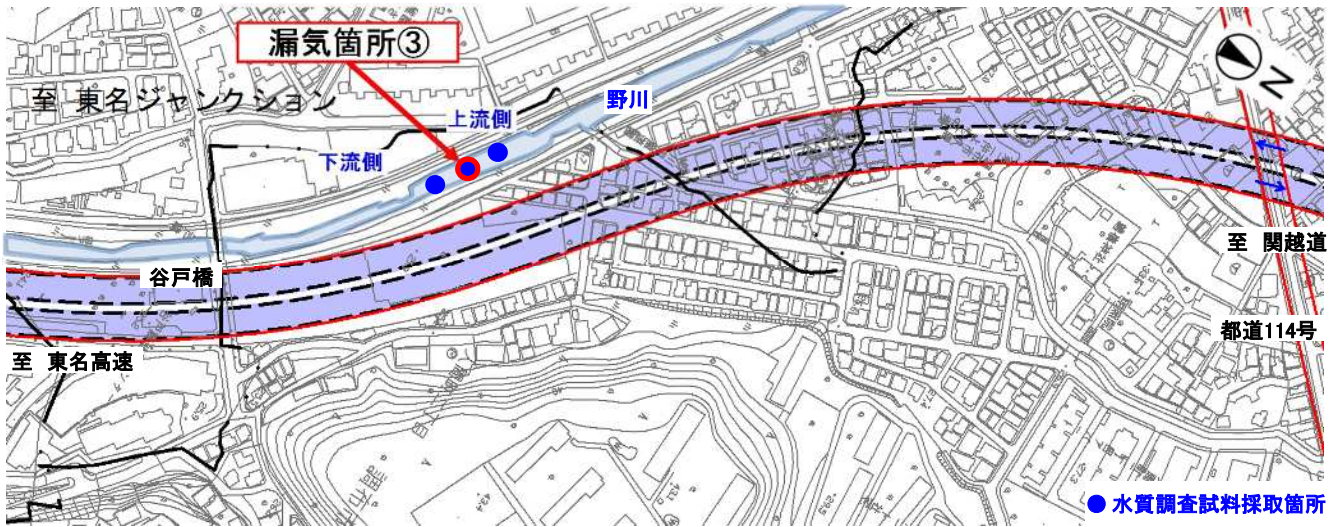 漏気箇所③
至 東名ジャンクション
上流側
野川
下流側
N
谷戸橋
至 関越道
至 東名高速
都道114号
● 水質調査試料採取箇所